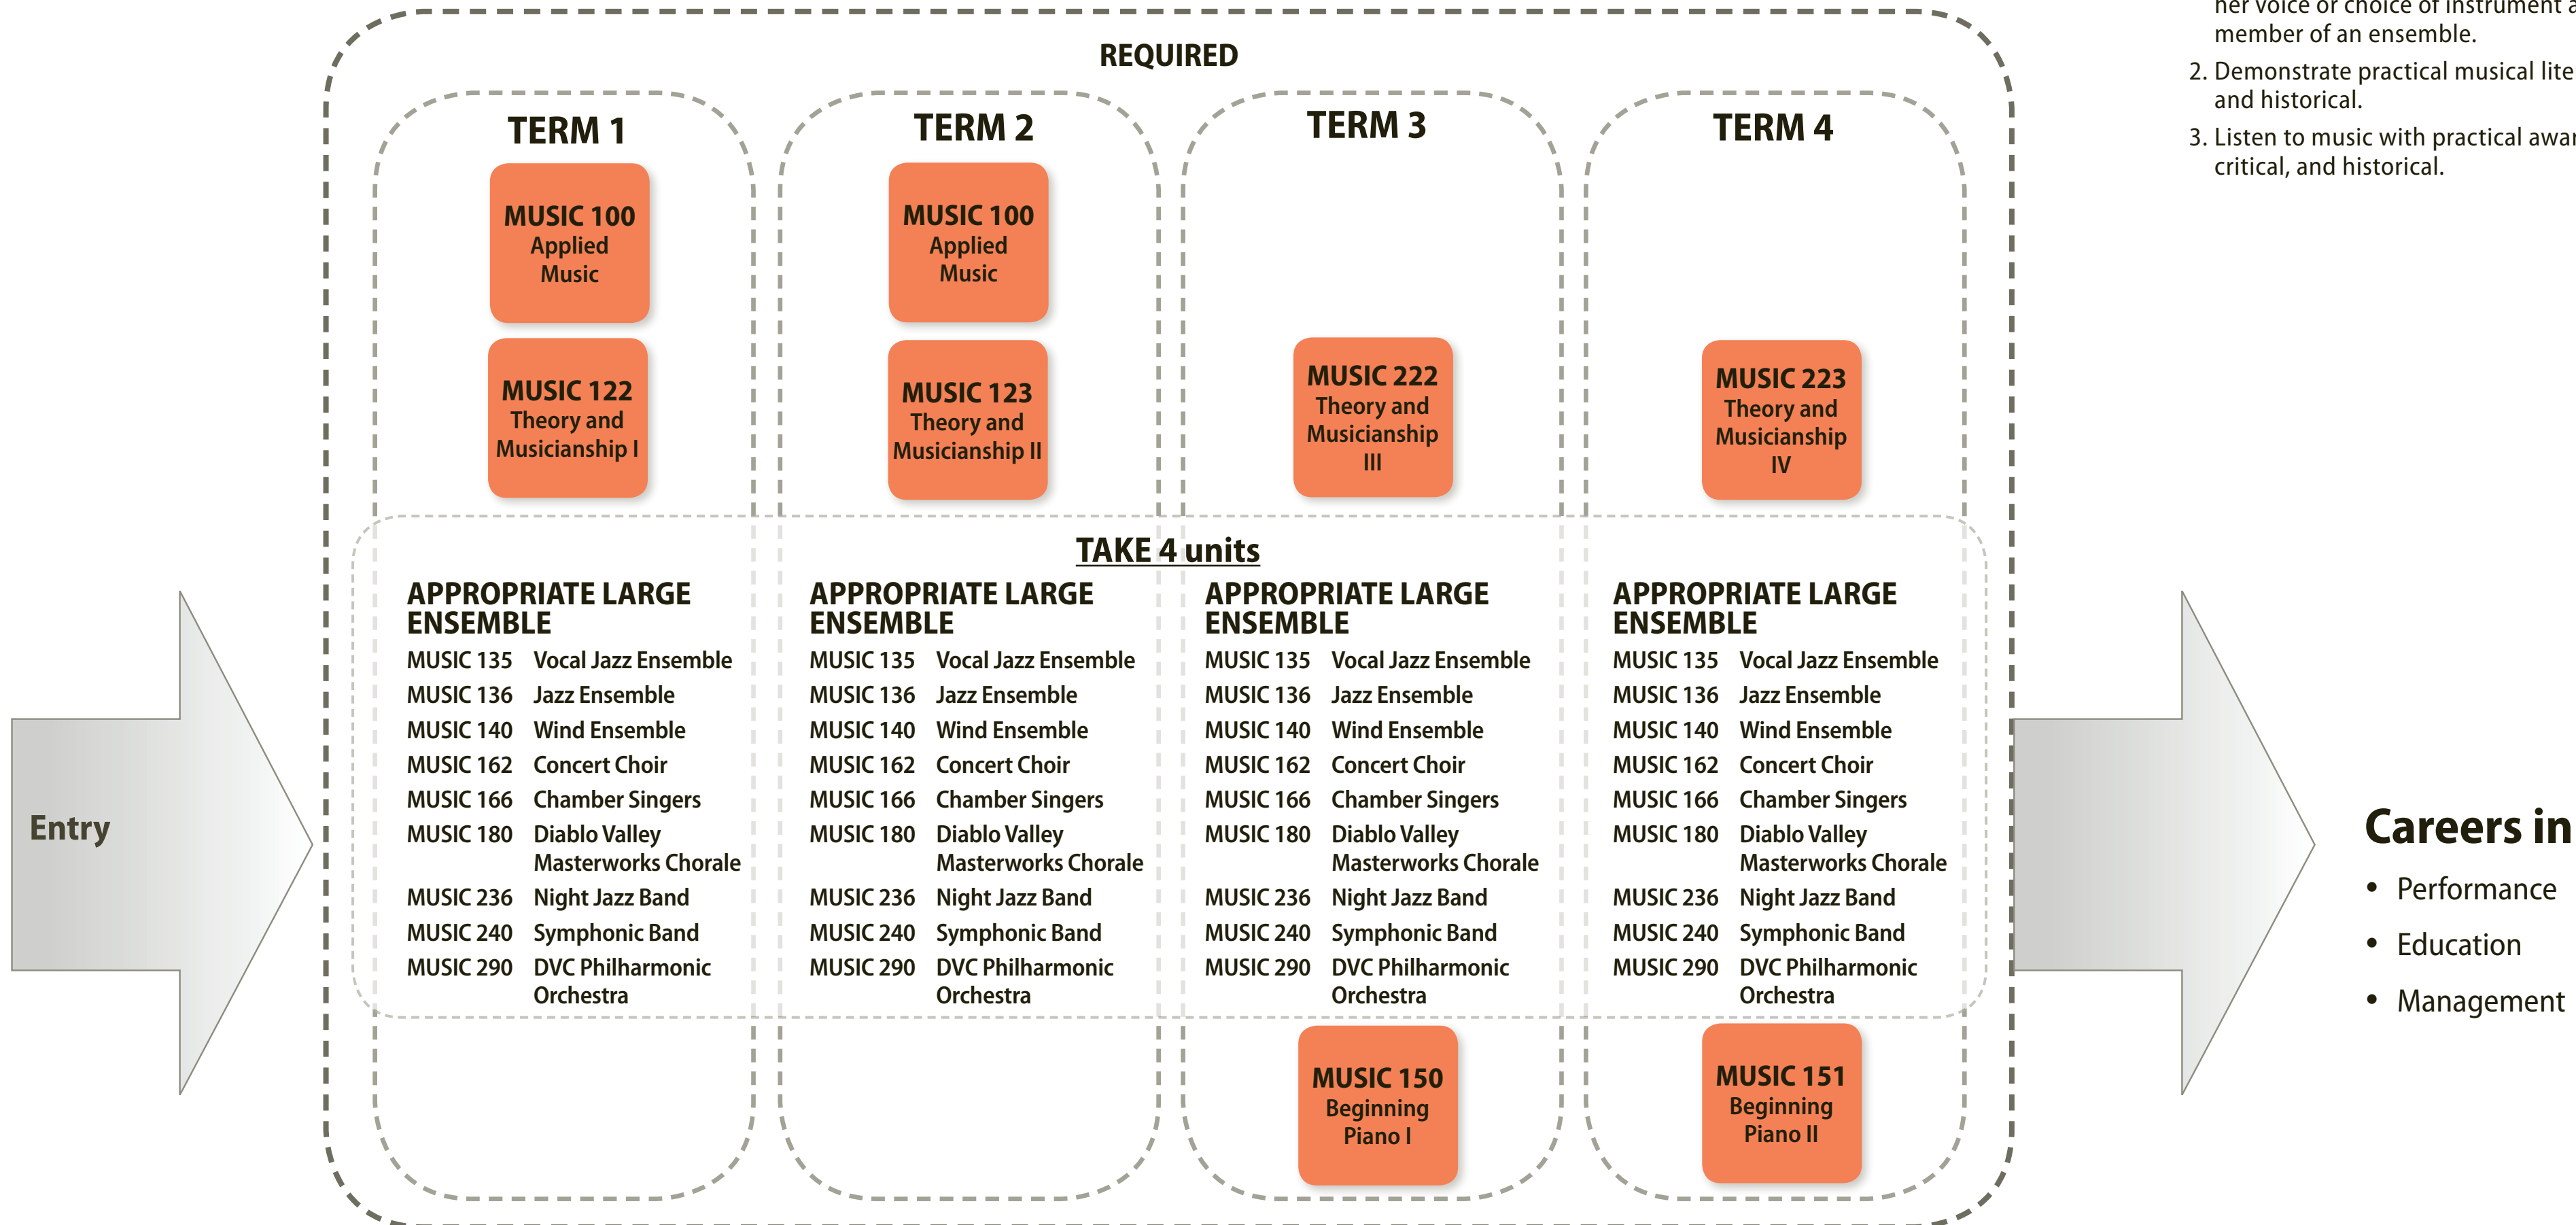 REQUIRED
TERM 1
MUSIC 100
Applied
Music
MUSIC 122
Theory and
Musicianship I
TERM 2
MUSIC 100
Applied
Music
MUSIC 123
Theory and
Musicianship II
TERM 3
MUSIC 222
Theory and
Musicianship
III
TERM 4
MUSIC 223
Theory and
Musicianship
IV
TAKE 4 units
APPROPRIATE LARGE
ENSEMBLE
MUSIC 135 Vocal Jazz Ensemble
MUSIC 136 Jazz Ensemble
MUSIC 140 Wind Ensemble
MUSIC 162 Concert Choir
MUSIC 166 Chamber Singers
MUSIC 180 Diablo Valley
Masterworks Chorale
MUSIC 236 Night Jazz Band
MUSIC 240 Symphonic Band
MUSIC 290 DVC Philharmonic
Orchestra
APPROPRIATE LARGE
ENSEMBLE
MUSIC 135 Vocal Jazz Ensemble
MUSIC 136 Jazz Ensemble
MUSIC 140 Wind Ensemble
MUSIC 162 Concert Choir
MUSIC 166 Chamber Singers
MUSIC 180 Diablo Valley
Masterworks Chorale
MUSIC 236 Night Jazz Band
MUSIC 240 Symphonic Band
MUSIC 290 DVC Philharmonic
Orchestra
APPROPRIATE LARGE
ENSEMBLE
MUSIC 135 Vocal Jazz Ensemble
MUSIC 136 Jazz Ensemble
MUSIC 140 Wind Ensemble
MUSIC 162 Concert Choir
MUSIC 166 Chamber Singers
MUSIC 180 Diablo Valley
Masterworks Chorale
MUSIC 236 Night Jazz Band
MUSIC 240 Symphonic Band
MUSIC 290 DVC Philharmonic
Orchestra
APPROPRIATE LARGE
ENSEMBLE
MUSIC 135 Vocal Jazz Ensemble
MUSIC 136 Jazz Ensemble
MUSIC 140 Wind Ensemble
MUSIC 162 Concert Choir
MUSIC 166 Chamber Singers
MUSIC 180 Diablo Valley
Masterworks Chorale
MUSIC 236 Night Jazz Band
MUSIC 240 Symphonic Band
MUSIC 290 DVC Philharmonic
Orchestra
MUSIC 150
Beginning
Piano I
MUSIC 151
Beginning
Piano II
Entry
her voice or choice of instrument
member of an ensemble.
2. Demonstrate practical musical
and historical.
3. Listen to music with practical
critical, and historical.
Careers in
• Performance
• Education
• Management